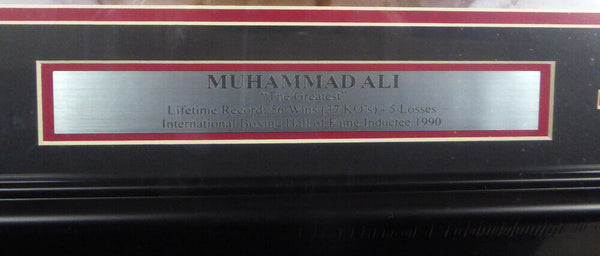 MUHAMMAD ALI
"The Greatest"
Lifetime Record: 56 Wins (37 KO's) - 5 Losses
International Boxing Hall of Fame Inductee 1990